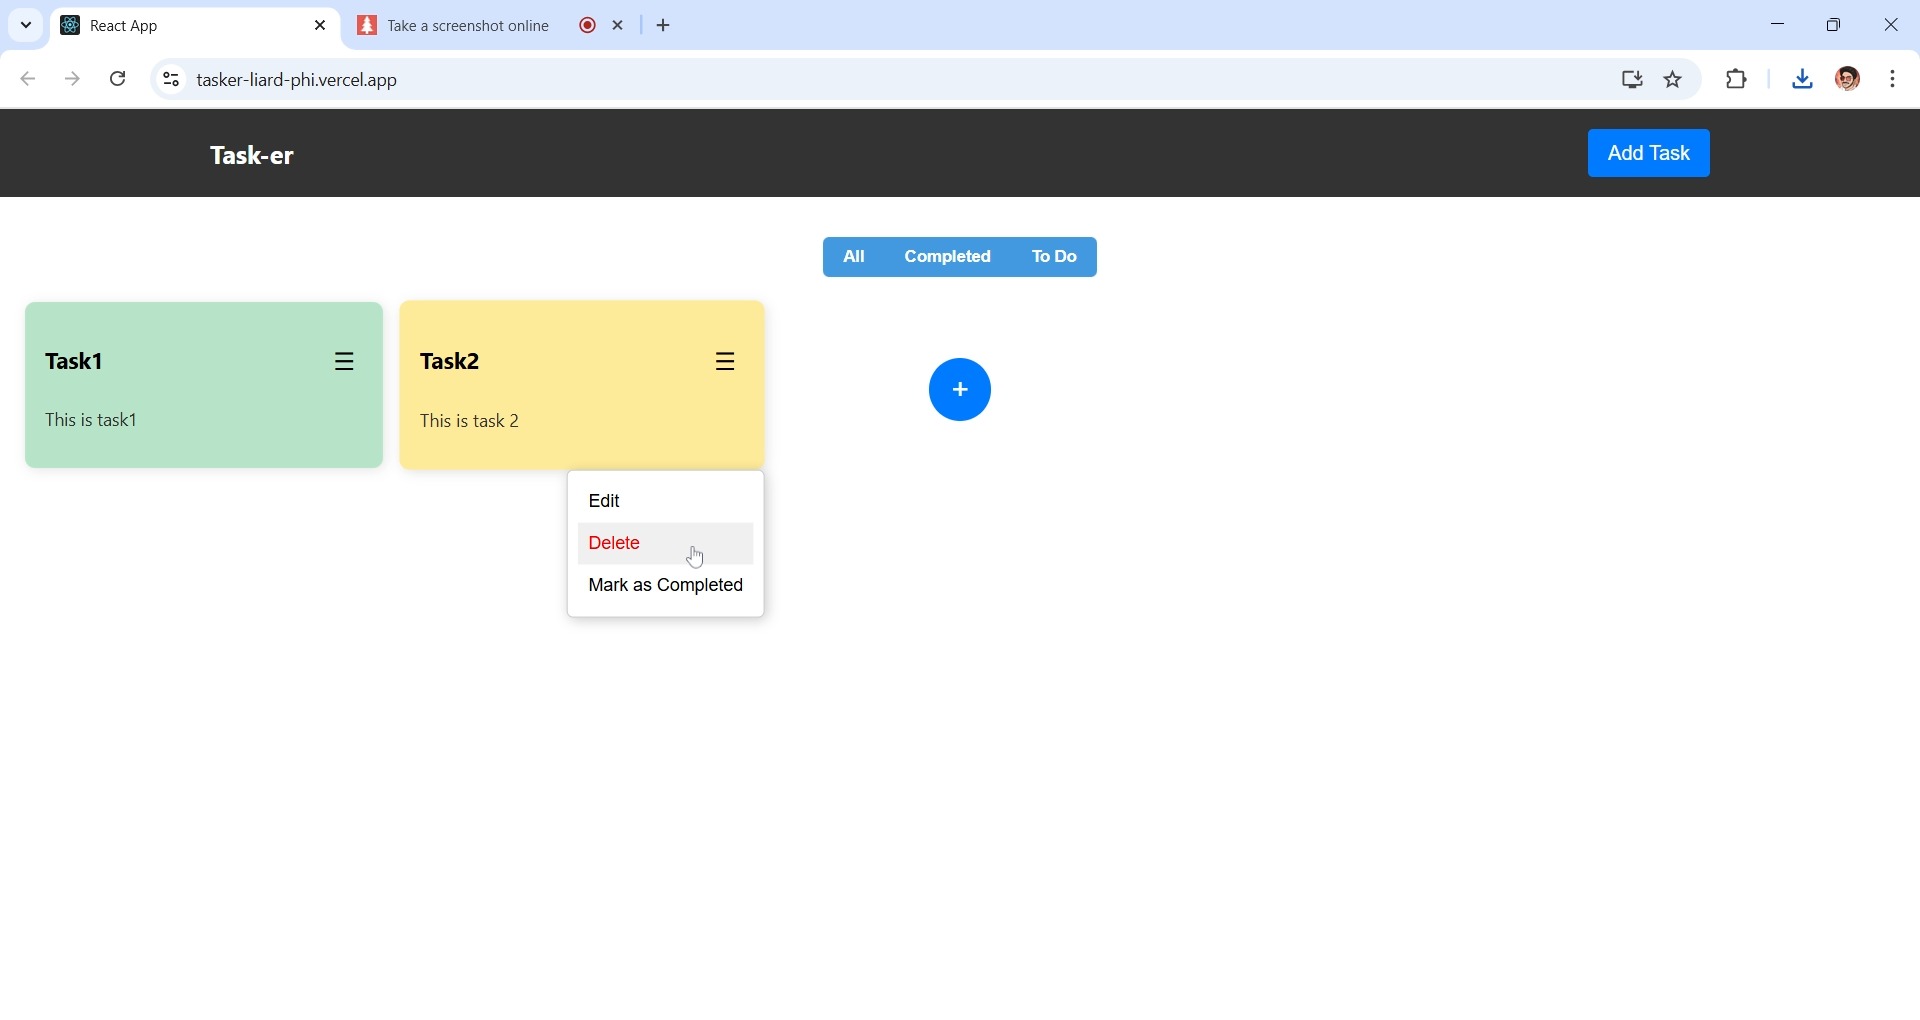 React App
Take a screenshot online
tasker-liard-phi.vercel.app
Task-er
Add Task
All Completed To Do
Task1
This is task1
Task2
This is task 2
+
Edit
Delete
Mark as Completed